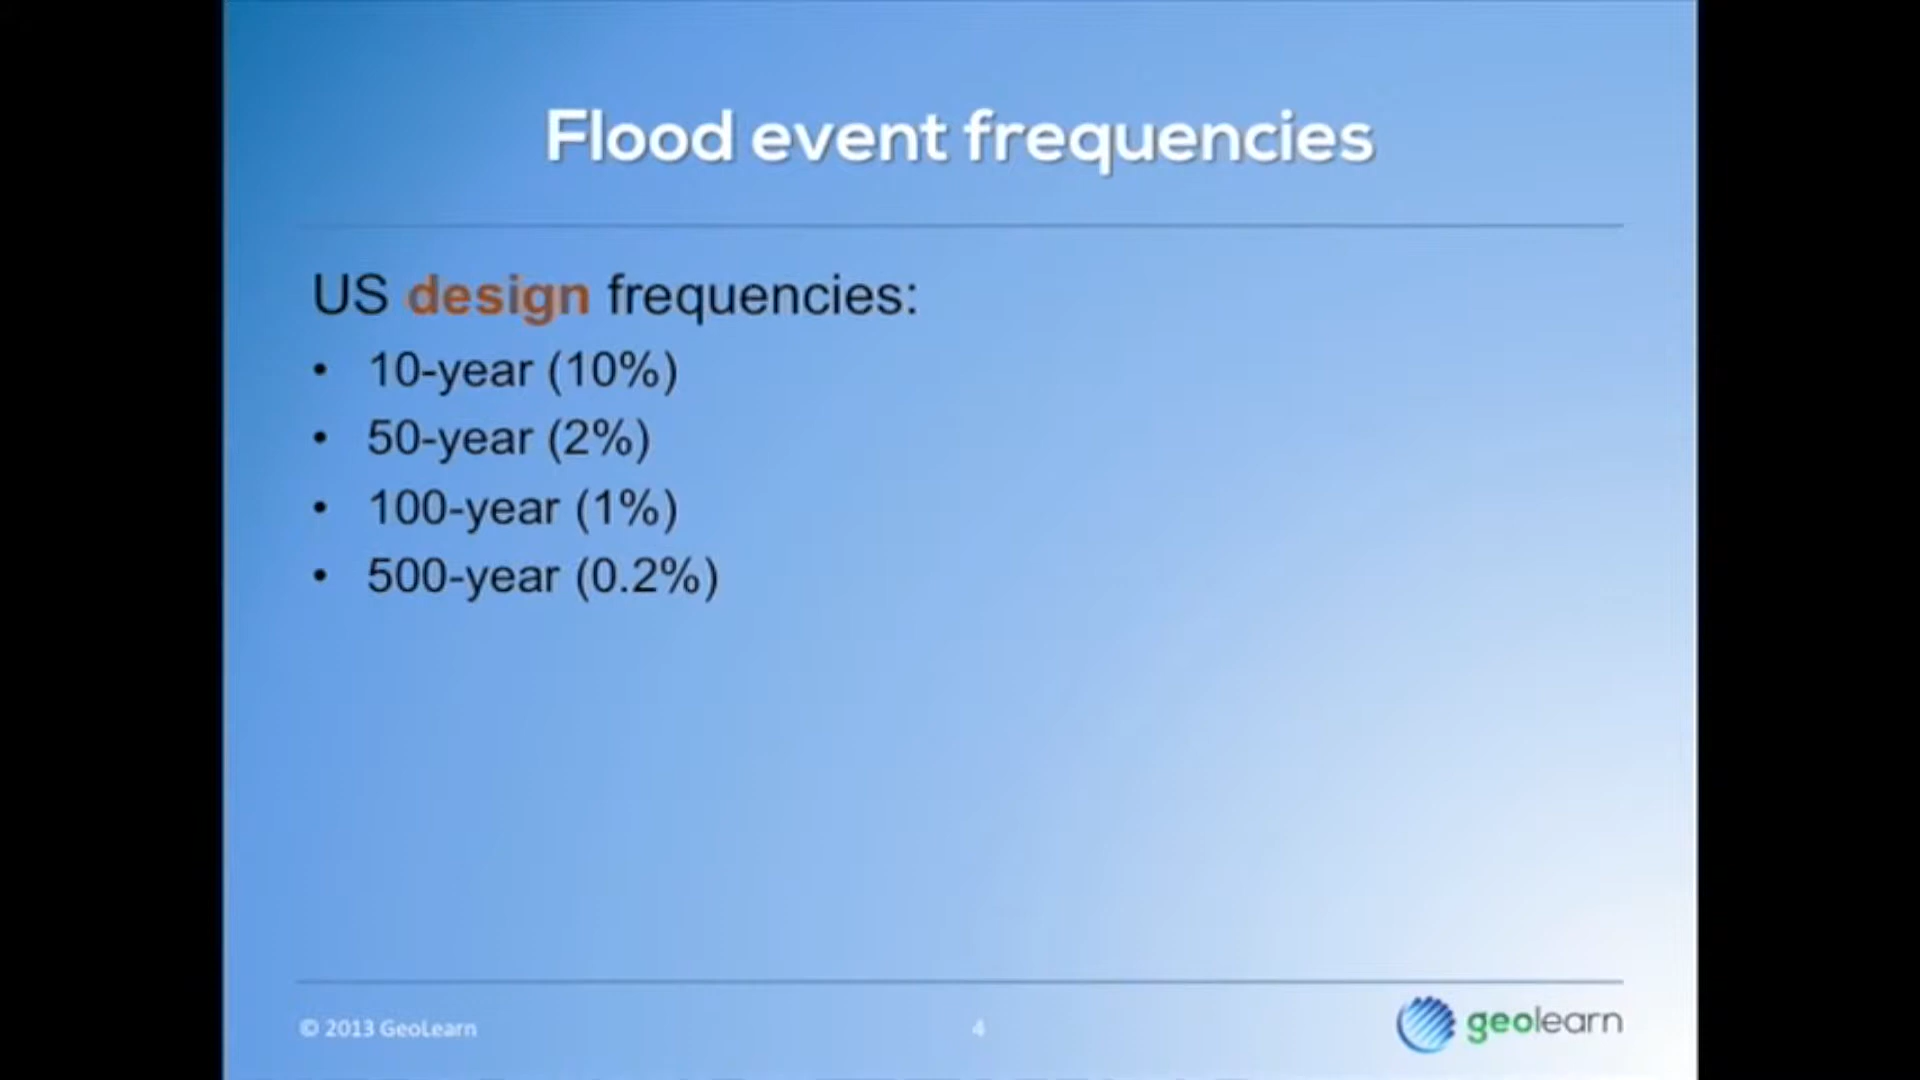 Flood event frequencies
US design frequencies:
• 10-year (10%)
• 50-year (2%)
• 100-year (1%)
• 500-year (0.2%)
© 2013 GeoLearn
4
geolearn